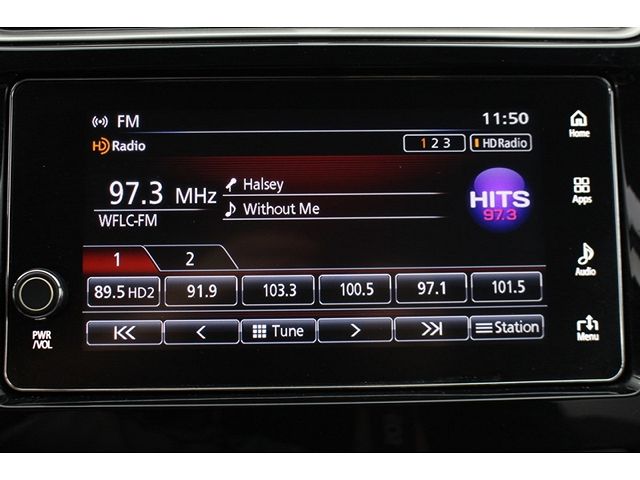 FM 11:50
HD Radio 1 2 3 HD Radio
97.3 MHz
WFLC-FM
Halsey
Without Me
HITS
97.3
1 2
89.5 HD2 91.9 103.3 100.5 97.1 101.5
Tune Station
Home
Apps
Audio
Menu
PWR
/VOL